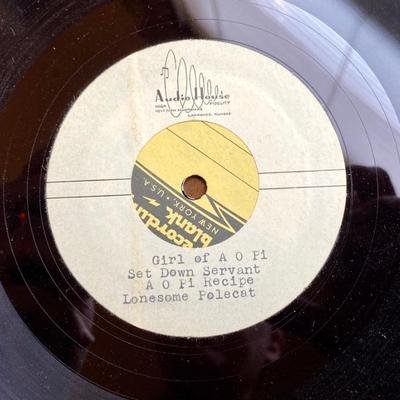 Audio House
HIGH FIDELITY
Lawrence, Kansas
NEW YORK, U.S.A.
recording
blank
Girl of A O Pi
Set Down Servant
A O Pi Recipe
Lonesome Polecat